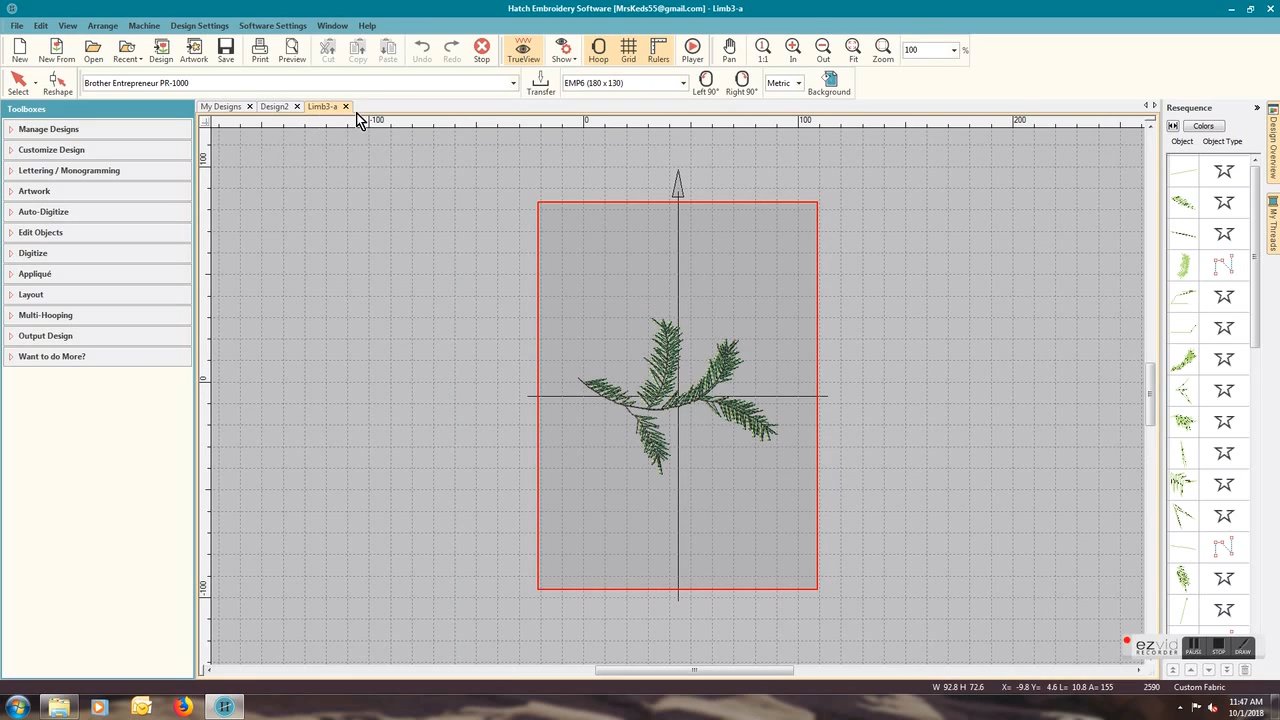 Hatch Embroidery Software [MrsKeds55@gmail.com] - Limb3-a
File Edit View Arrange Machine Design Settings Software Settings Window Help
New New From Open Recent Design Artwork Save Print Preview Cut Copy Paste Undo Redo Stop TrueView Show Hoop Grid Rulers Player Pan 1:1 In Out Fit Zoom 100 %
Select Reshape Brother Entrepreneur PR-1000 Transfer EMP6 (180 x 130) Left 90° Right 90° Metric Background
Toolboxes My Designs Design2 Limb3-a Resequence
-100 0 100 200
Colors
Object Object Type
Manage Designs
Customize Design
Lettering / Monogramming
Artwork
Auto-Digitize
Edit Objects
Digitize
Appliqué
Layout
Multi-Hooping
Output Design
Want to do More?
100
0
-100
Design Overview
My Threads
ezvid
RECORDER
PAUSE STOP DRAW
W 92.8 H 72.6 X= -9.8 Y= 4.6 L= 10.8 A= 155 2590 Custom Fabric
11:47 AM
10/1/2018